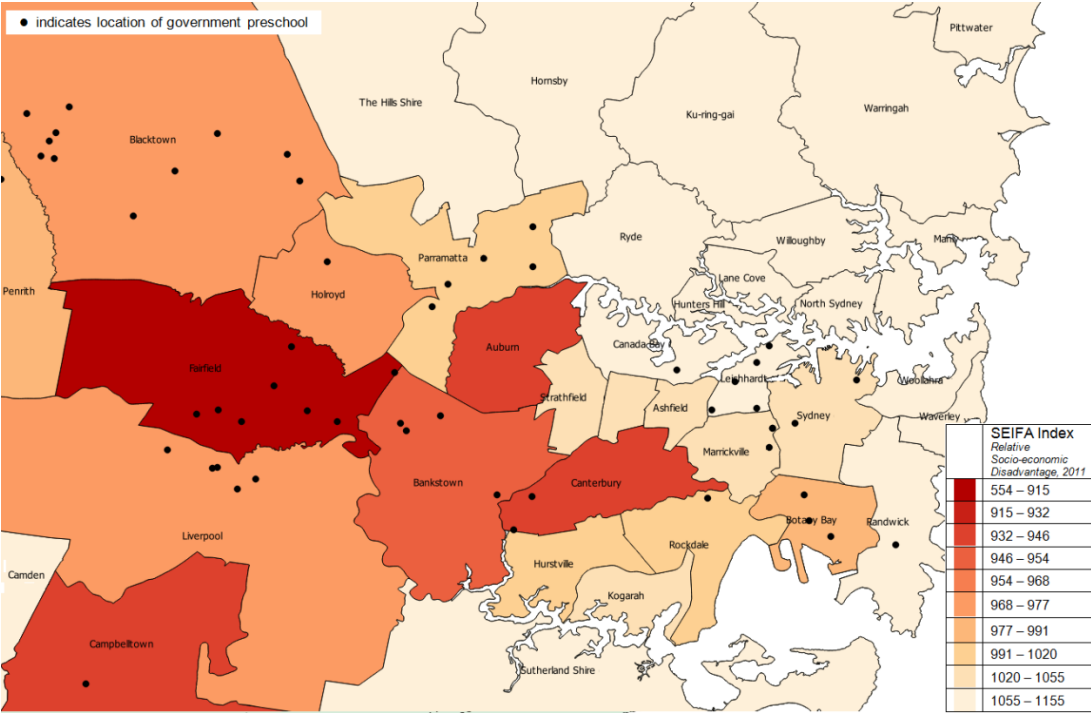 • indicates location of government preschool
Pittwater
Hornsby
The Hills Shire
Ku-ring-gai
Warringah
Blacktown
Ryde
Willoughby
Manly
Parramatta
Lane Cove
Penrith
Holroyd
Hunters Hill
North Sydney
Canada Bay
Auburn
Fairfield
Leichhardt
Woollahra
Strathfield
Ashfield
Sydney
Waverley
Marrickville
Bankstown
Canterbury
Botany Bay
Randwick
Liverpool
Rockdale
Hurstville
Camden
Kogarah
Campbelltown
Sutherland Shire
SEIFA Index
Relative
Socio-economic
Disadvantage, 2011
554 – 915
915 – 932
932 – 946
946 – 954
954 – 968
968 – 977
977 – 991
991 – 1020
1020 – 1055
1055 – 1155